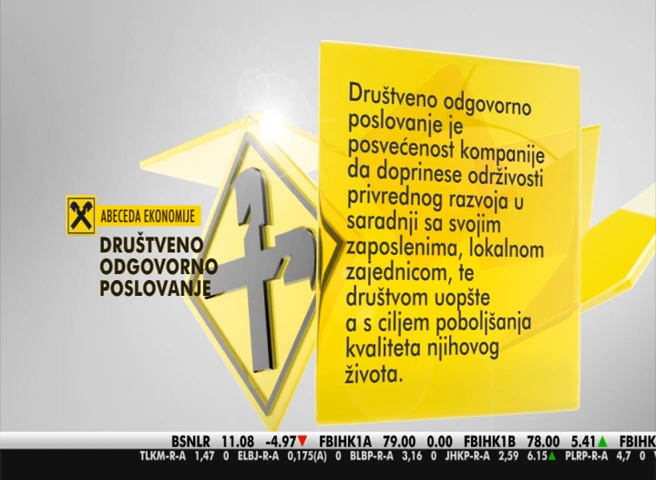 ABECEDA EKONOMIJE
DRUŠTVENO
ODGOVORNO
POSLOVANJE
Društveno odgovorno
poslovanje je
posvećenost kompanije
da doprinese održivosti
privrednog razvoja u
saradnji sa svojim
zaposlenima, lokalnom
zajednicom, te
društvom uopšte
a s ciljem poboljšanja
kvaliteta njihovog
života.
BSNLR 11.08 -4.97▼ FBIHK1A 79.00 0.00 FBIHK1B 78.00 5.41▲ FBIHK
TLKM-R-A 1,47 0 ELBJ-R-A 0,175(A) 0 BLBP-R-A 3,16 0 JHKP-R-A 2,59 6.15▲ PLRP-R-A 4,7 0